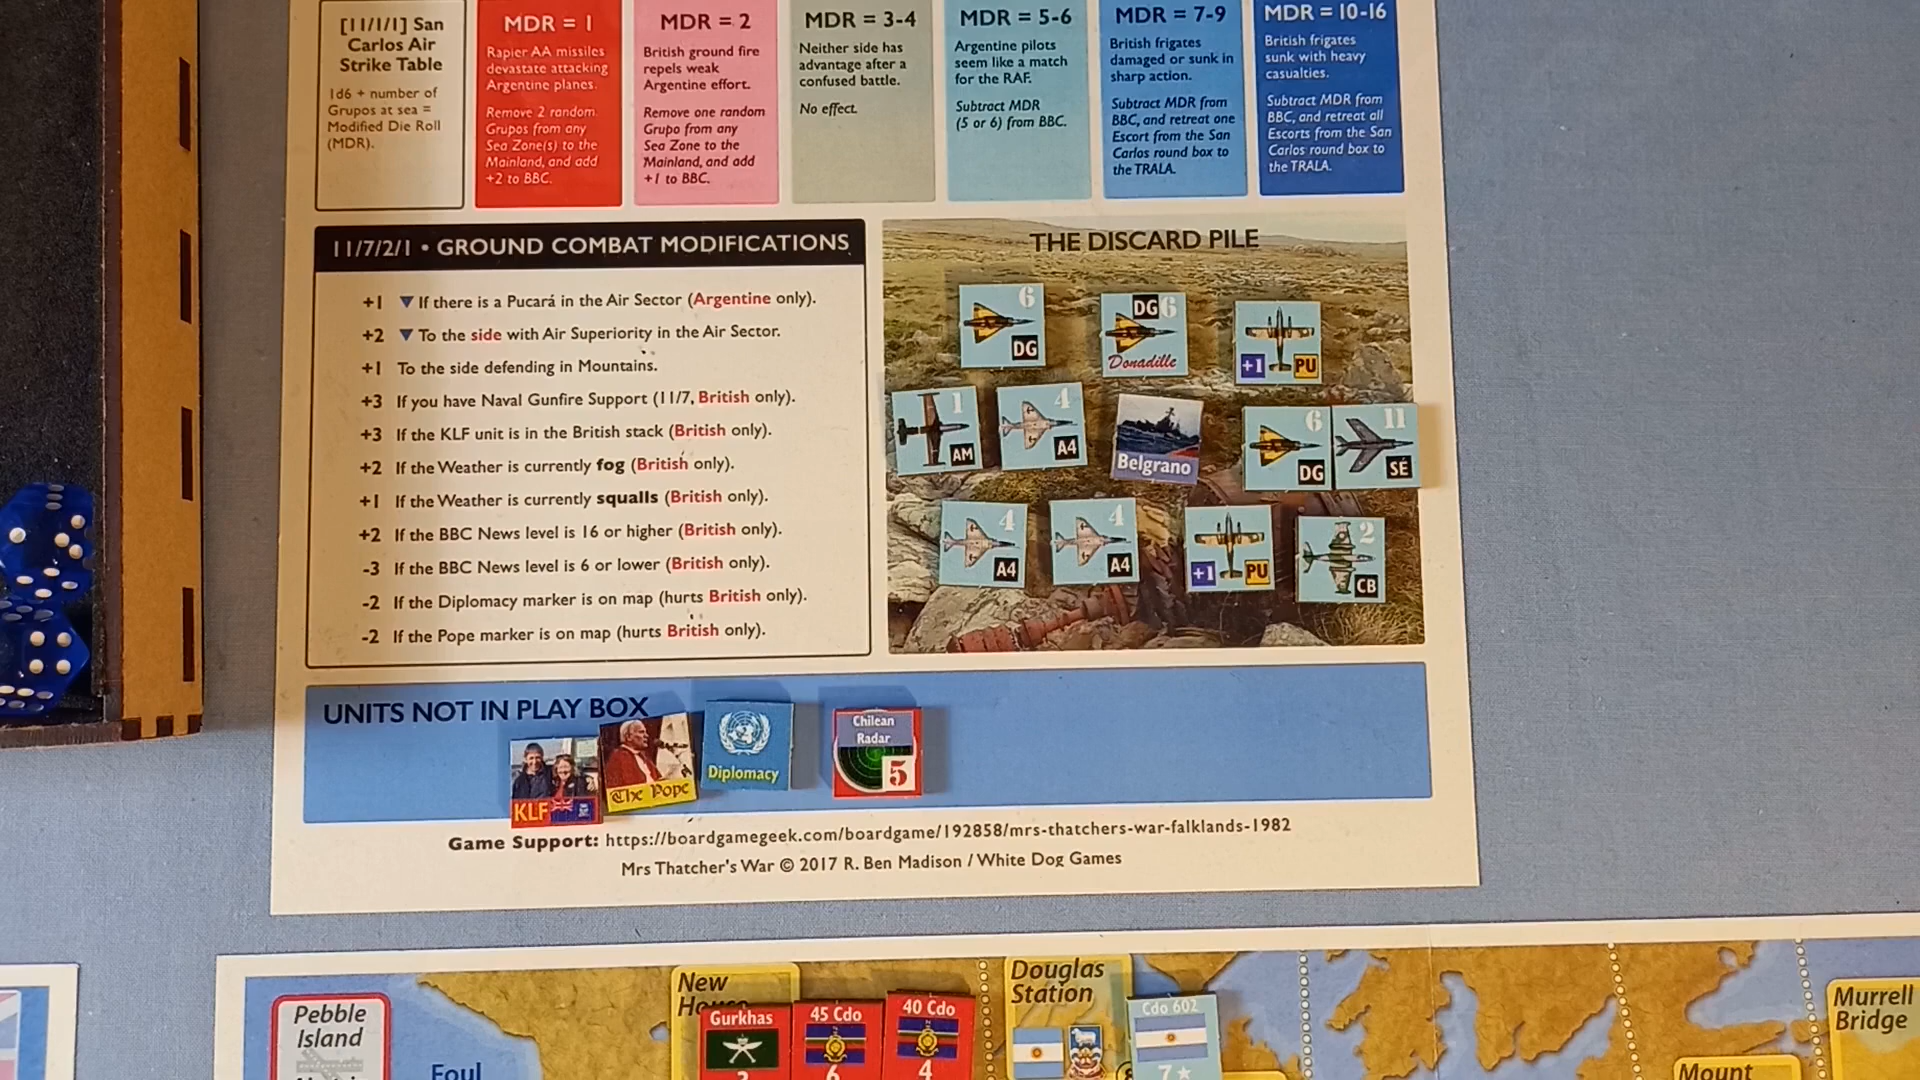 [11/1/1] San
Carlos Air
Strike Table
1d6 + number of
Grupos at sea =
Modified Die Roll
(MDR).
MDR = 1
Rapier AA missiles
devastate attacking
Argentine planes.
Remove 2 random
Grupos from any
Sea Zone(s) to the
Mainland, and add
+2 to BBC.
MDR = 2
British ground fire
repels weak
Argentine effort.
Remove one random
Grupo from any
Sea Zone to the
Mainland, and add
+1 to BBC.
MDR = 3-4
Neither side has
advantage after a
confused battle.
No effect.
MDR = 5-6
Argentine pilots
seem like a match
for the RAF.
Subtract MDR
(5 or 6) from BBC.
MDR = 7-9
British frigates
damaged or sunk in
sharp action.
Subtract MDR from
BBC, and retreat one
Escort from the San
Carlos round box to
the TRALA.
MDR = 10-16
British frigates
sunk with heavy
casualties.
Subtract MDR from
BBC, and retreat all
Escorts from the San
Carlos round box to
the TRALA.
11/7/2/1 • GROUND COMBAT MODIFICATIONS
+1 ▼ If there is a Pucará in the Air Sector (Argentine only).
+2 ▼ To the side with Air Superiority in the Air Sector.
+1 To the side defending in Mountains.
+3 If you have Naval Gunfire Support (11/7, British only).
+3 If the KLF unit is in the British stack (British only).
+2 If the Weather is currently fog (British only).
+1 If the Weather is currently squalls (British only).
+2 If the BBC News level is 16 or higher (British only).
-3 If the BBC News level is 6 or lower (British only).
-2 If the Diplomacy marker is on map (hurts British only).
-2 If the Pope marker is on map (hurts British only).
THE DISCARD PILE
6
DG
DG 6
Donadille
+1 PU
1
AM
4
A4
Belgrano
6
DG
11
SÉ
4
A4
4
A4
+1 PU
2
CB
UNITS NOT IN PLAY BOX
KLF
The Pope
Diplomacy
Chilean
Radar
5
Game Support: https://boardgamegeek.com/boardgame/192858/mrs-thatchers-war-falklands-1982
Mrs Thatcher's War © 2017 R. Ben Madison / White Dog Games
Pebble
Island
Foul
New
Gurkhas
45 Cdo
6
40 Cdo
4
Douglas
Station
Cdo 602
7★
Mount
Murrell
Bridge